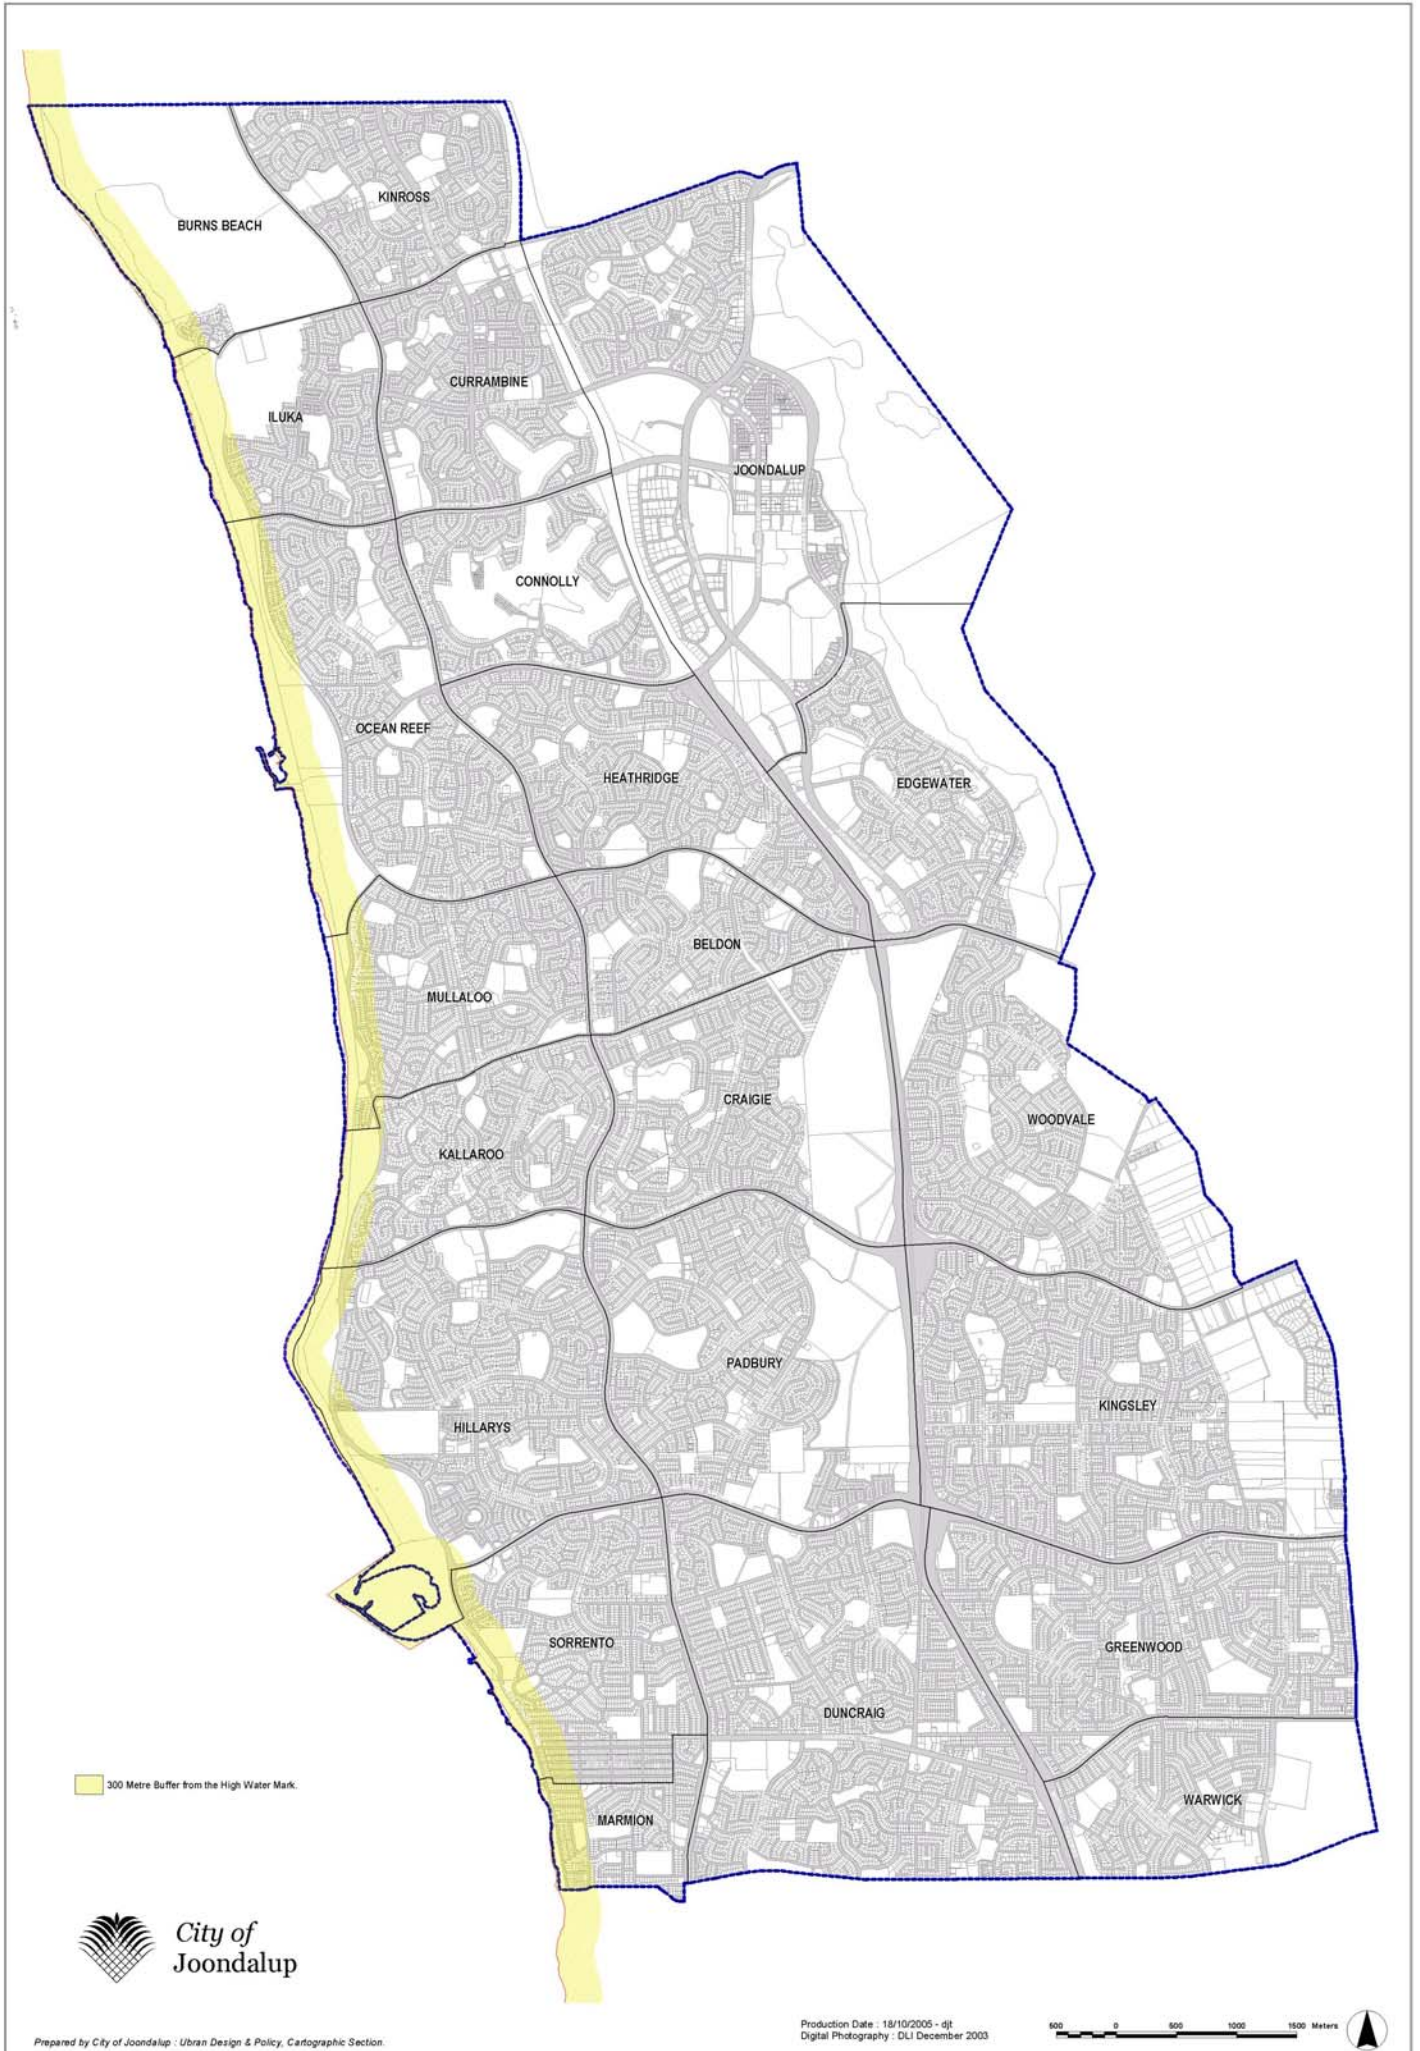 KINROSS
BURNS BEACH
CURRAMBINE
ILUKA
JOONDALUP
CONNOLLY
OCEAN REEF
HEATHRIDGE
EDGEWATER
BELDON
MULLALOO
CRAIGIE
WOODVALE
KALLAROO
PADBURY
KINGSLEY
HILLARYS
SORRENTO
GREENWOOD
DUNCRAIG
WARWICK
MARMION
300 Metre Buffer from the High Water Mark.
City of
Joondalup
Prepared by City of Joondalup : Ubran Design & Policy, Cartographic Section.
Production Date : 18/10/2005 - djt
Digital Photography : DLI December 2003
500 0 500 1000 1500 Meters